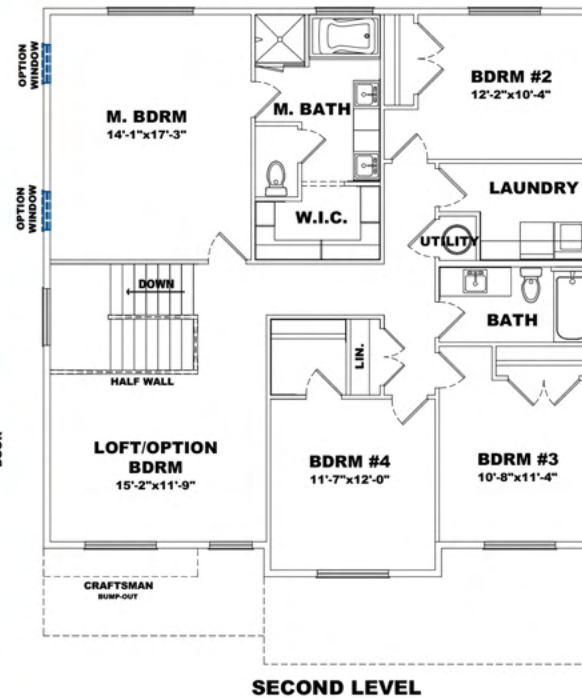 OPTION
WINDOW
M. BDRM
14'-1"x17'-3"
M. BATH
BDRM #2
12'-2"x10'-4"
OPTION
WINDOW
W.I.C.
LAUNDRY
UTILITY
DOWN
BATH
HALF WALL
LIN.
LOFT/OPTION
BDRM
15'-2"x11'-9"
BDRM #4
11'-7"x12'-0"
BDRM #3
10'-8"x11'-4"
CRAFTSMAN
BUMP-OUT
SECOND LEVEL